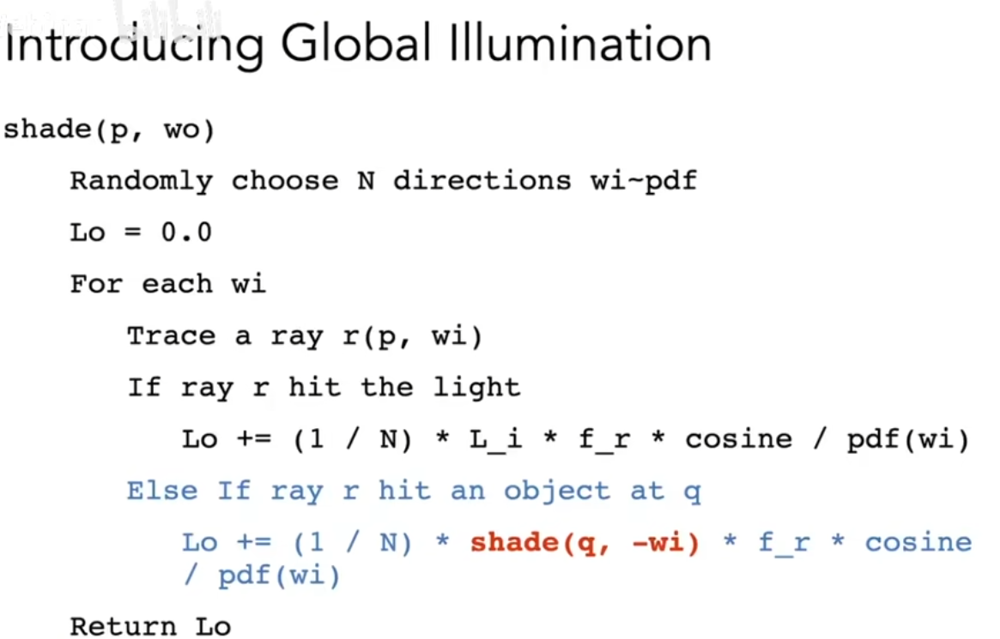 Introducing Global Illumination
shade(p, wo)
Randomly choose N directions wi~pdf
Lo = 0.0
For each wi
Trace a ray r(p, wi)
If ray r hit the light
Lo += (1 / N) * L_i * f_r * cosine / pdf(wi)
Else If ray r hit an object at q
Lo += (1 / N) * shade(q, -wi) * f_r * cosine
/ pdf(wi)
Return Lo